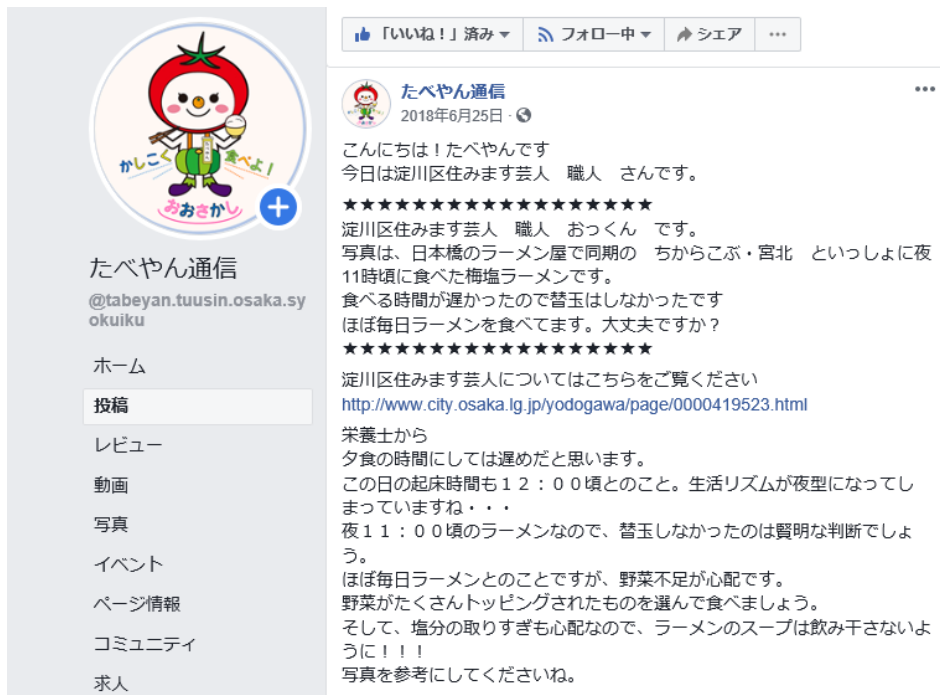 かしこく食べよ!
おおさかし
たべやん通信
@tabeyan.tuusin.osaka.sy
okuiku
ホーム
投稿
レビュー
動画
写真
イベント
ページ情報
コミュニティ
求人
「いいね！」済み
フォロー中
シェア
たべやん通信
2018年6月25日
こんにちは！たべやんです
今日は淀川区住みます芸人　職人　さんです。
★★★★★★★★★★★★★★★★★★
淀川区住みます芸人　職人　おっくん　です。
写真は、日本橋のラーメン屋で同期の　ちからこぶ・宮北　といっしょに夜
11時頃に食べた梅塩ラーメンです。
食べる時間が遅かったので替玉はしなかったです
ほぼ毎日ラーメンを食べてます。大丈夫ですか？
★★★★★★★★★★★★★★★★★★
淀川区住みます芸人についてはこちらをご覧ください
http://www.city.osaka.lg.jp/yodogawa/page/0000419523.html
栄養士から
夕食の時間にしては遅めだと思います。
この日の起床時間も１２：００頃とのこと。生活リズムが夜型になってし
まっていますね・・・
夜１１：００頃のラーメンなので、替玉しなかったのは賢明な判断でしょ
う。
ほぼ毎日ラーメンとのことですが、野菜不足が心配です。
野菜がたくさんトッピングされたものを選んで食べましょう。
そして、塩分の取りすぎも心配なので、ラーメンのスープは飲み干さないよ
うに！！！
写真を参考にしてくださいね。